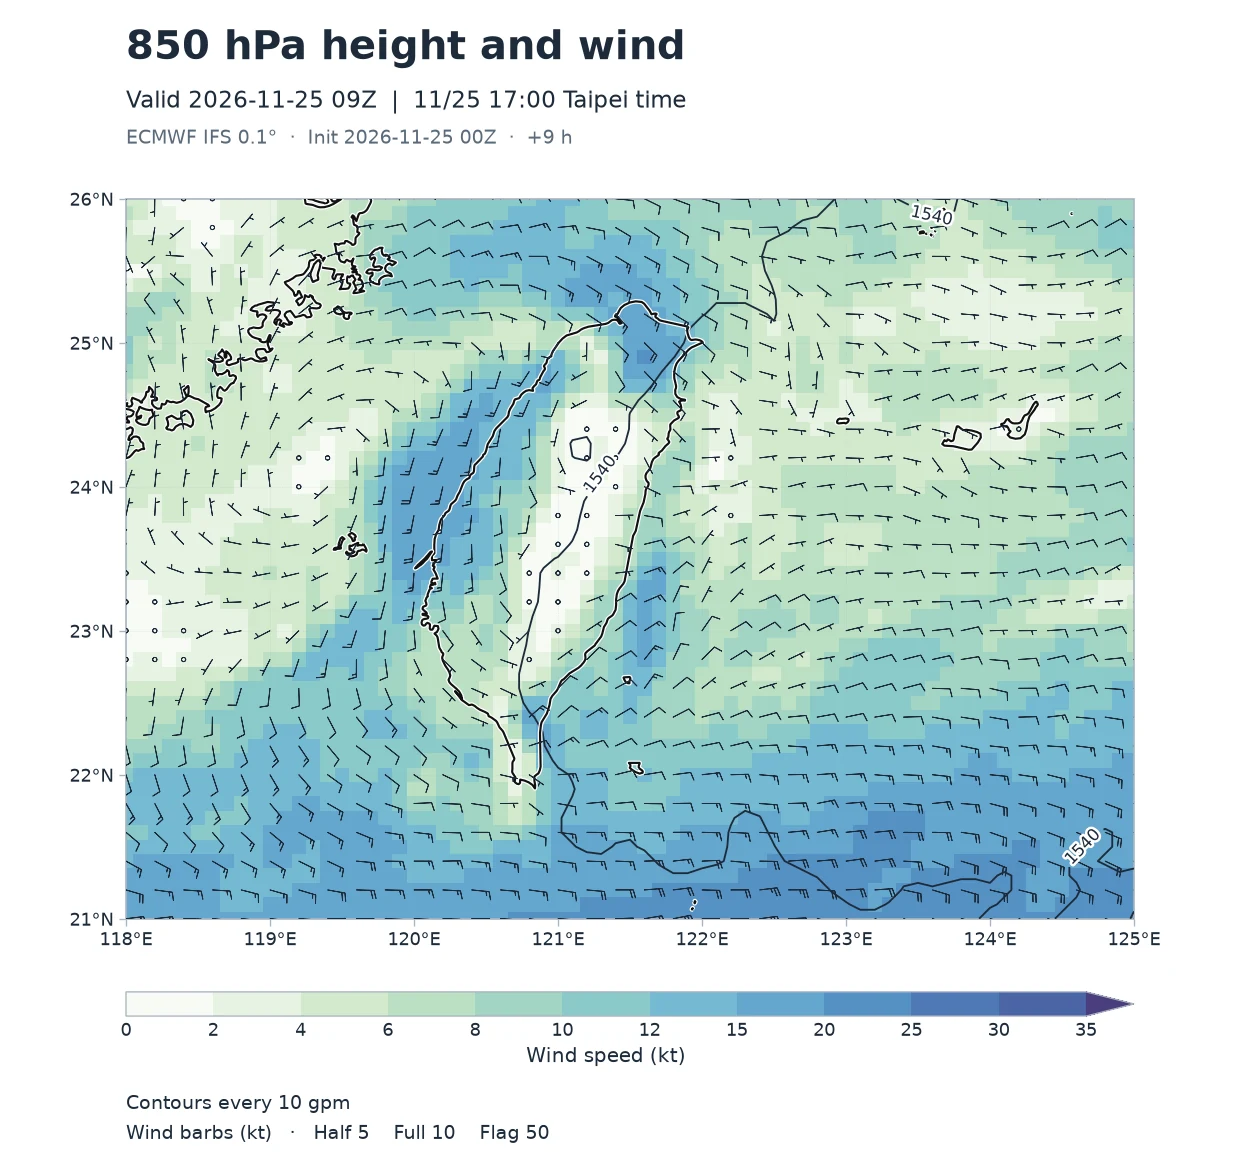 850 hPa height and wind
Valid 2026-11-25 09Z | 11/25 17:00 Taipei time
ECMWF IFS 0.1° · Init 2026-11-25 00Z · +9 h
26°N
1540
25°N
24°N
1540
23°N
22°N
1540
21°N
118°E 119°E 120°E 121°E 122°E 123°E 124°E 125°E
0 2 4 6 8 10 12 15 20 25 30 35
Wind speed (kt)
Contours every 10 gpm
Wind barbs (kt) · Half 5 Full 10 Flag 50